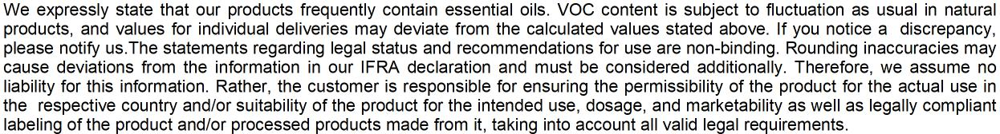 We expressly state that our products frequently contain essential oils. VOC content is subject to fluctuation as usual in natural
products, and values for individual deliveries may deviate from the calculated values stated above. If you notice a  discrepancy,
please notify us.The statements regarding legal status and recommendations for use are non-binding. Rounding inaccuracies may
cause deviations from the information in our IFRA declaration and must be considered additionally. Therefore, we assume no
liability for this information. Rather, the customer is responsible for ensuring the permissibility of the product for the actual use in
the  respective country and/or suitability of the product for the intended use, dosage, and marketability as well as legally compliant
labeling of the product and/or processed products made from it, taking into account all valid legal requirements.